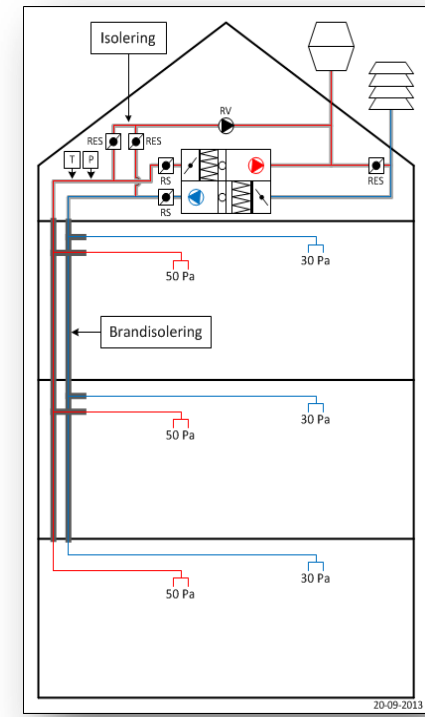 Isolering
RV
RES
RES
T
P
RS
RES
RS
30 Pa
50 Pa
Brandisolering
30 Pa
50 Pa
30 Pa
50 Pa
20-09-2013